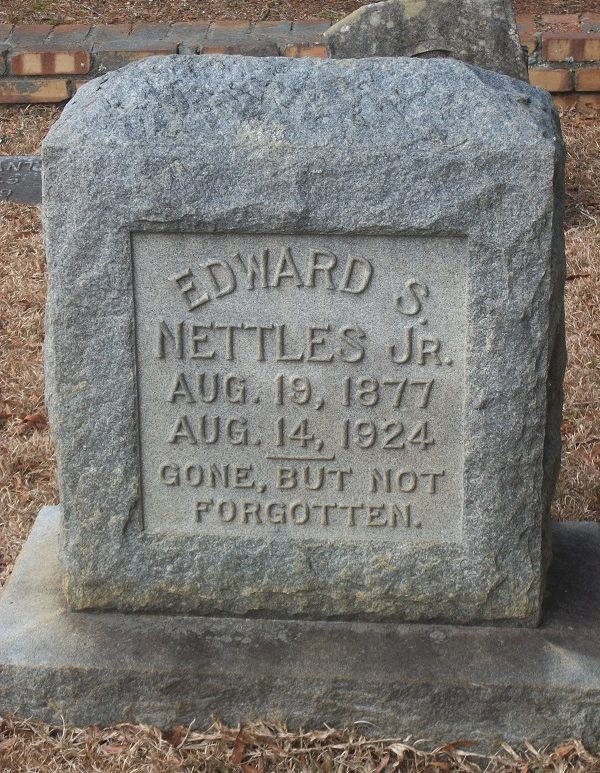 EDWARD S.
NETTLES JR.
AUG. 19, 1877
AUG. 14, 1924
GONE, BUT NOT
FORGOTTEN.